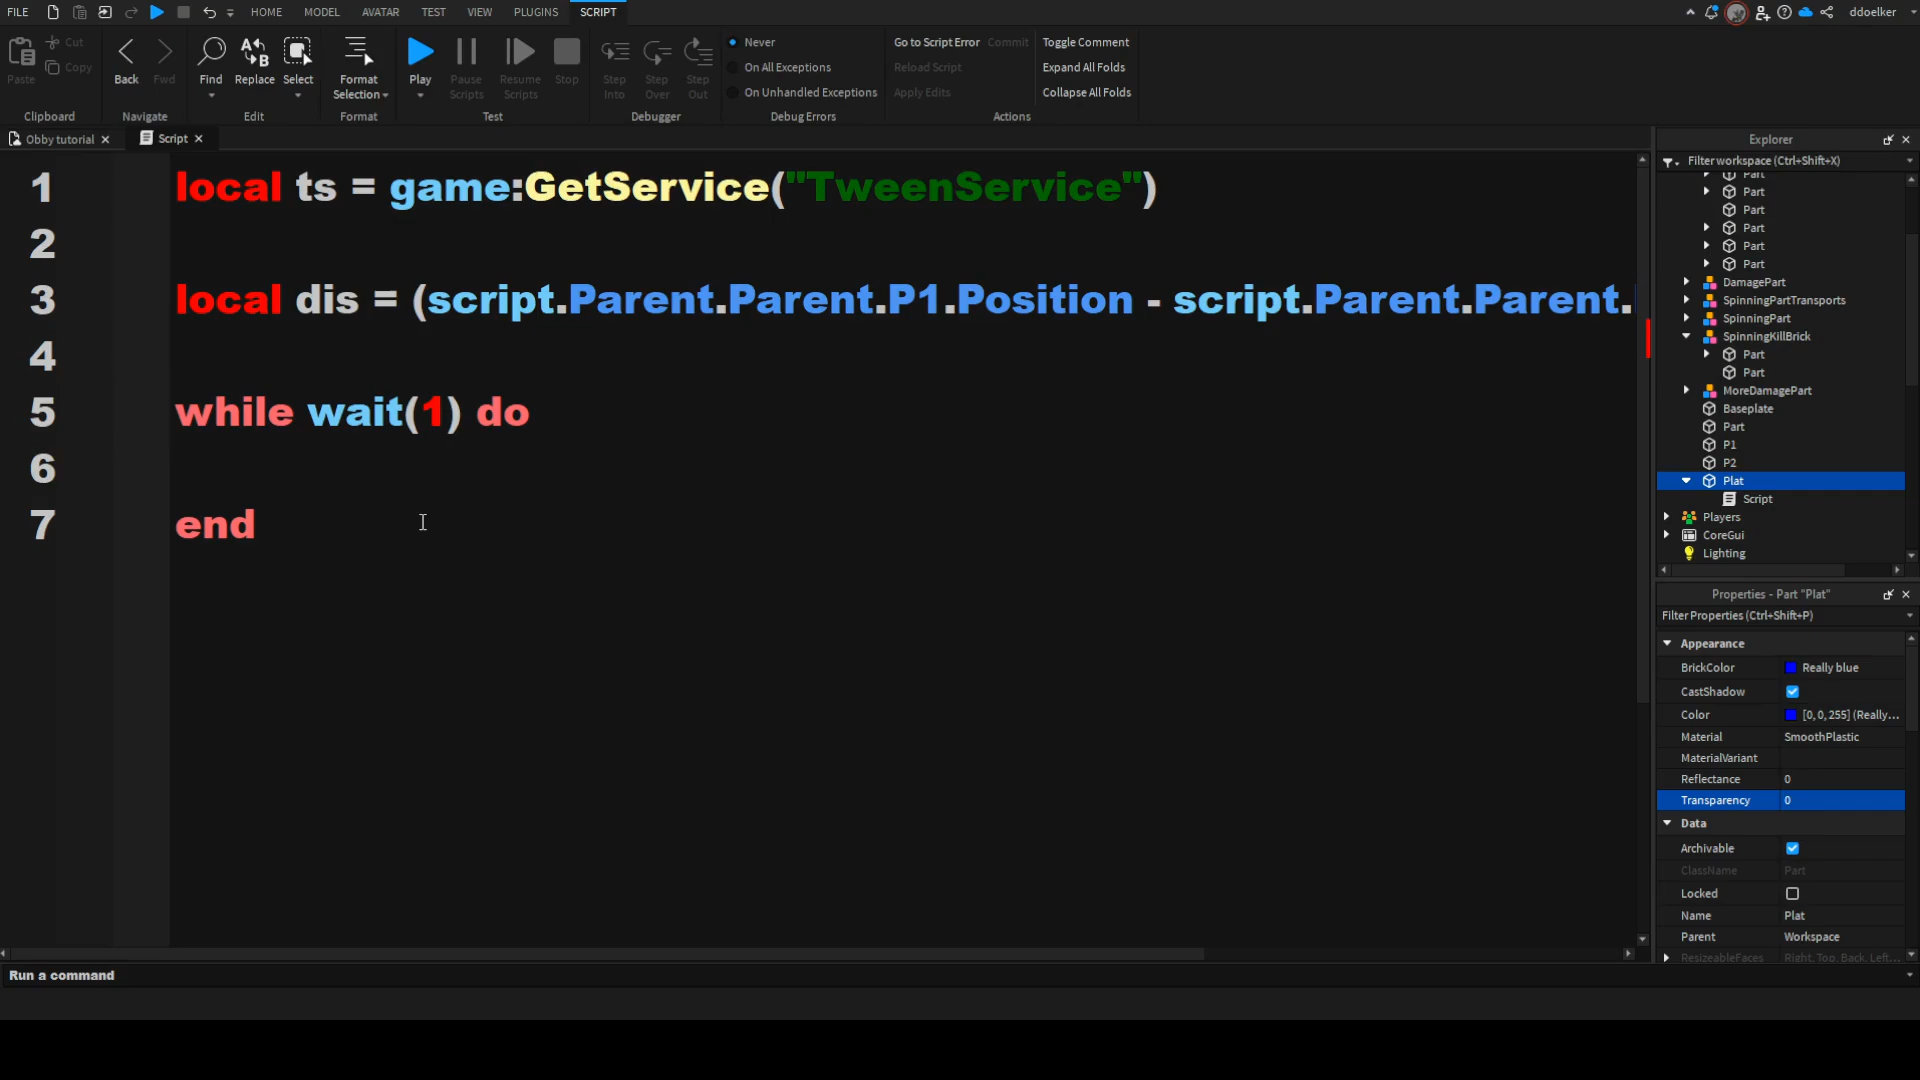 FILE HOME MODEL AVATAR TEST VIEW PLUGINS SCRIPT ddoelker
Paste Cut Copy Back Fwd Find Replace Select Format Selection Play Pause Scripts Resume Scripts Stop Step Into Step Over Step Out
Never Go to Script Error Commit Toggle Comment
On All Exceptions Reload Script Expand All Folds
On Unhandled Exceptions Apply Edits Collapse All Folds
Clipboard Navigate Edit Format Test Debugger Debug Errors Actions
Obby tutorial Script
1 local ts = game:GetService("TweenService")
2
3 local dis = (script.Parent.Parent.P1.Position - script.Parent.Parent.
4
5 while wait(1) do
6
7 end
Explorer
Filter workspace (Ctrl+Shift+X)
Part
Part
Part
Part
Part
Part
DamagePart
SpinningPartTransports
SpinningPart
SpinningKillBrick
Part
Part
MoreDamagePart
Baseplate
Part
P1
P2
Plat
Script
Players
CoreGui
Lighting
Properties - Part "Plat"
Filter Properties (Ctrl+Shift+P)
Appearance
BrickColor Really blue
CastShadow
Color [0, 0, 255] (Really...
Material SmoothPlastic
MaterialVariant
Reflectance 0
Transparency 0
Data
Archivable
ClassName Part
Locked
Name Plat
Parent Workspace
ResizeableFaces Right, Top, Back, Left...
Run a command